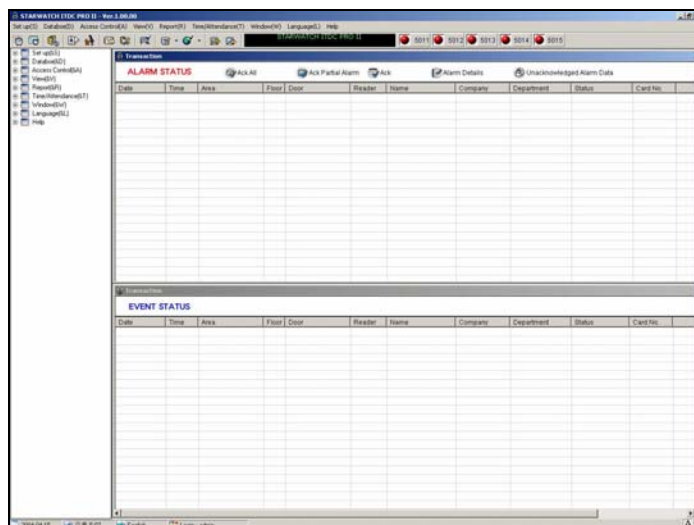 STARWATCH ITDC PRO II - Ver.1.00.00
Set up(S) Database(D) Access Control(A) View(V) Report(R) Time/Attendance(T) Window(W) Language(L) Help
STARWATCH ITDC PRO II 5011 5012 5013 5014 5015
Set up(&S)
Database(&D)
Access Control(&A)
View(&V)
Report(&R)
Time/Attendance(&T)
Window(&W)
Language(&L)
Help
Transaction
ALARM STATUS Ack All Ack Partial Alarm Ack Alarm Details Unacknowledged Alarm Data
Date Time Area Floor Door Reader Name Company Department Status Card No.
Transaction
EVENT STATUS
Date Time Area Floor Door Reader Name Company Department Status Card No.
English